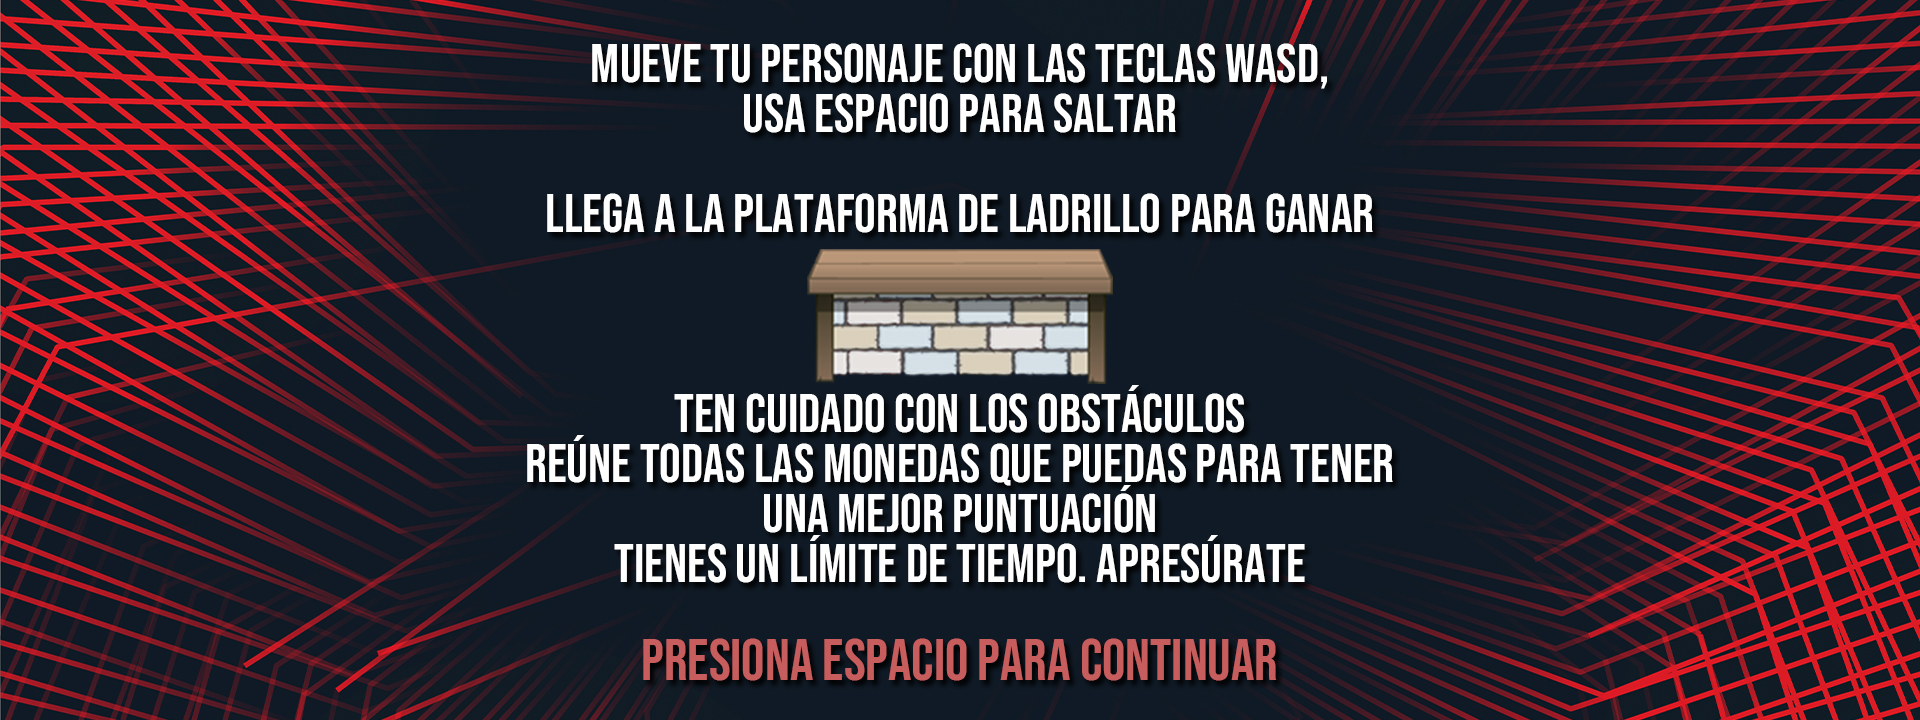 MUEVE TU PERSONAJE CON LAS TECLAS WASD,
USA ESPACIO PARA SALTAR
LLEGA A LA PLATAFORMA DE LADRILLO PARA GANAR
TEN CUIDADO CON LOS OBSTÁCULOS
REÚNE TODAS LAS MONEDAS QUE PUEDAS PARA TENER
UNA MEJOR PUNTUACIÓN
TIENES UN LÍMITE DE TIEMPO. APRESÚRATE
PRESIONA ESPACIO PARA CONTINUAR